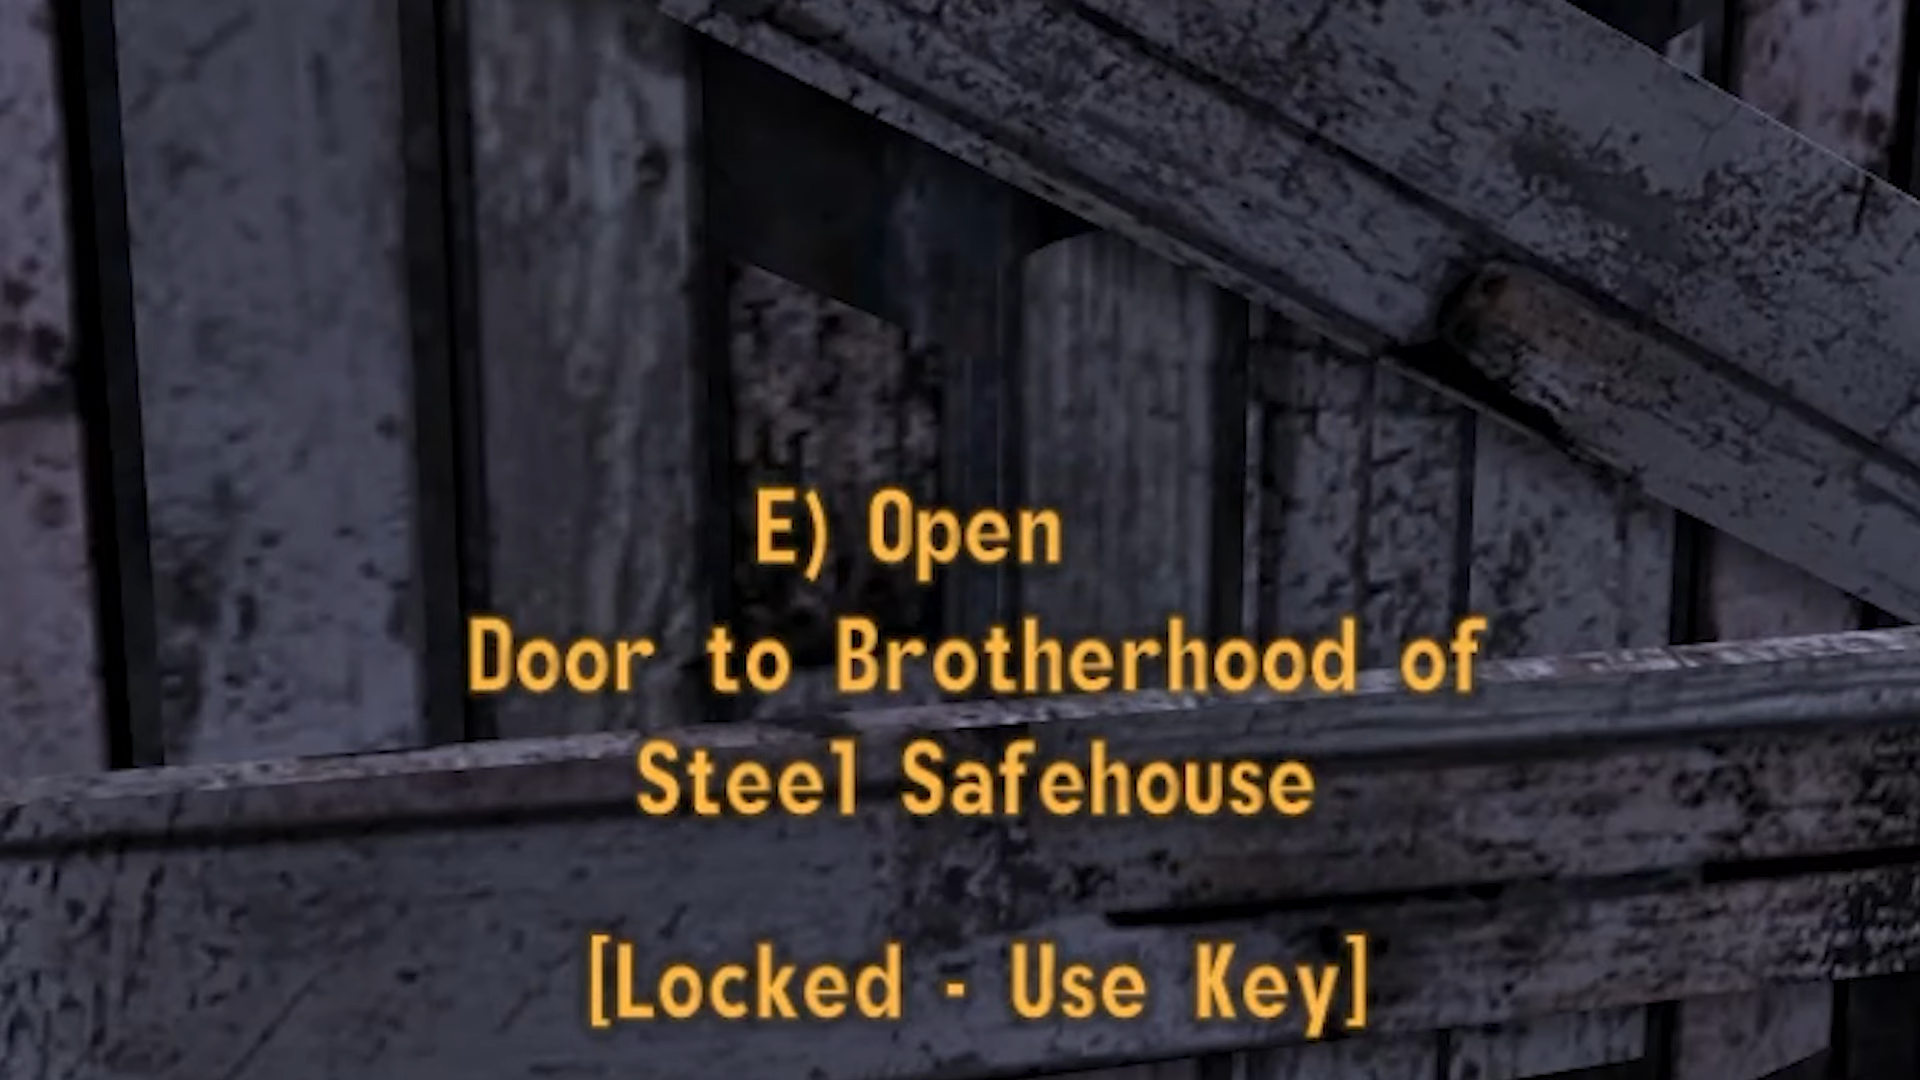 E) Open
Door to Brotherhood of
Steel Safehouse
[Locked - Use Key]